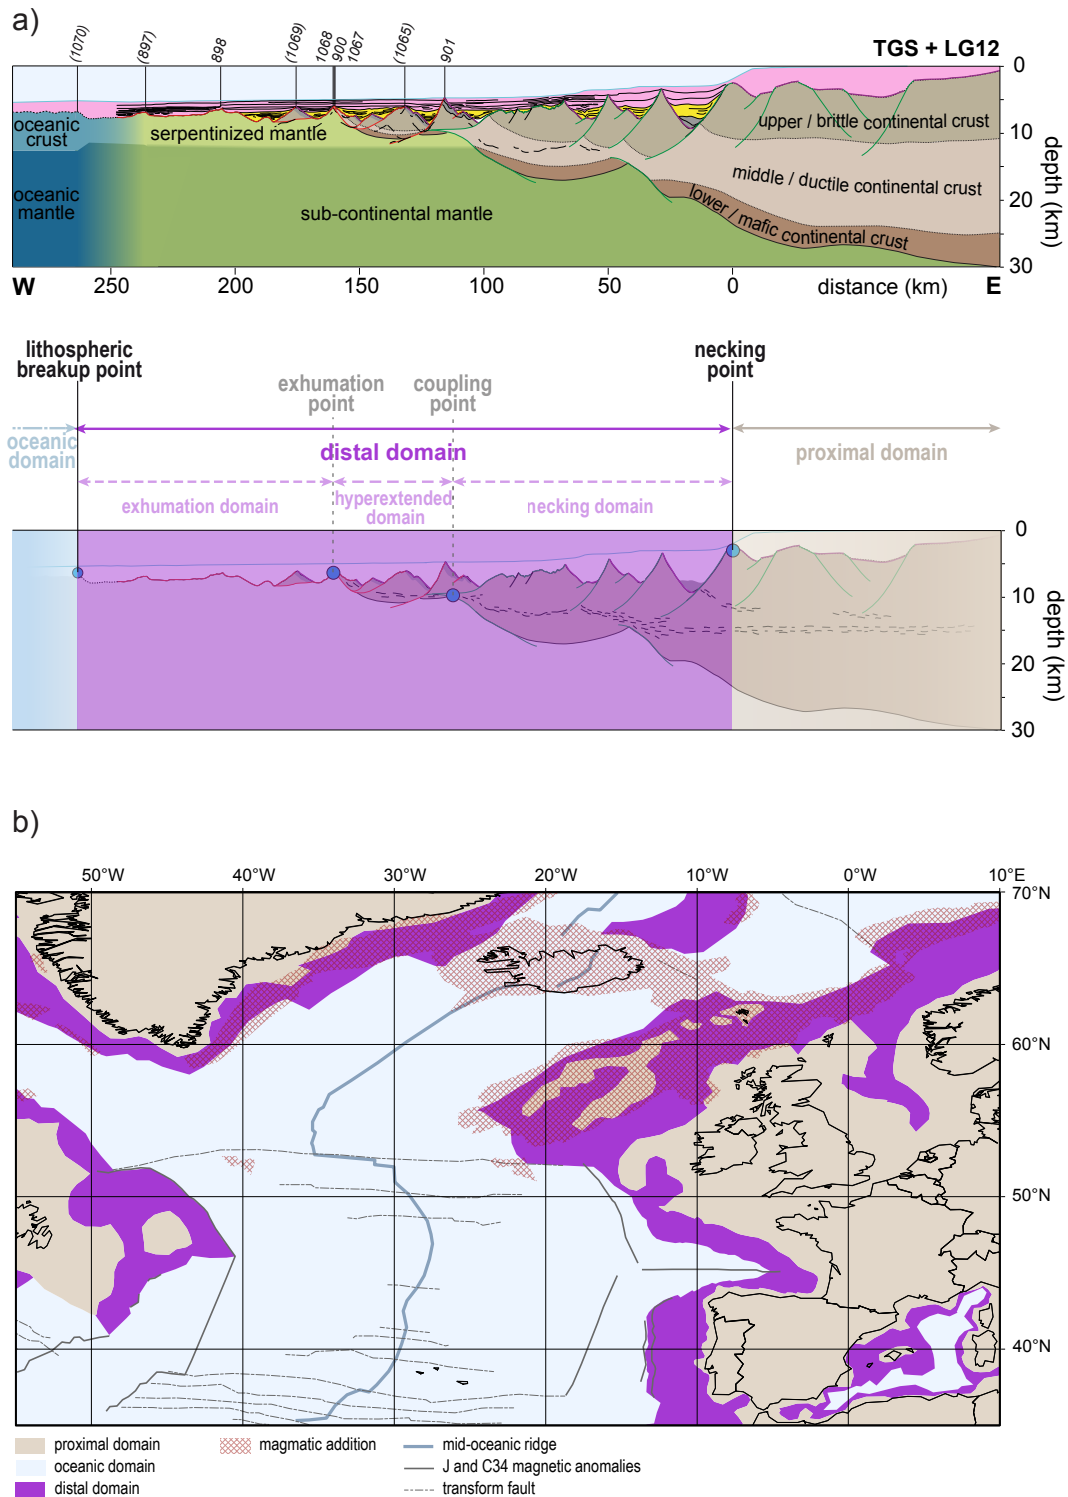 a)
(1070)
(897)
898
(1069)
1068
900
1067
(1065)
901
TGS + LG12
0
10
20
30
depth (km)
oceanic
crust
serpentinized mantle
upper / brittle continental crust
oceanic
mantle
middle / ductile continental crust
sub-continental mantle
lower / mafic continental crust
W
250
200
150
100
50
0
distance (km)
E
lithospheric
breakup point
necking
point
exhumation
point
coupling
point
oceanic
domain
distal domain
proximal domain
exhumation domain
hyperextended
domain
necking domain
0
10
20
30
depth (km)
b)
50°W
40°W
30°W
20°W
10°W
0°W
10°E
70°N
60°N
50°N
40°N
proximal domain
magmatic addition
mid-oceanic ridge
oceanic domain
J and C34 magnetic anomalies
distal domain
transform fault